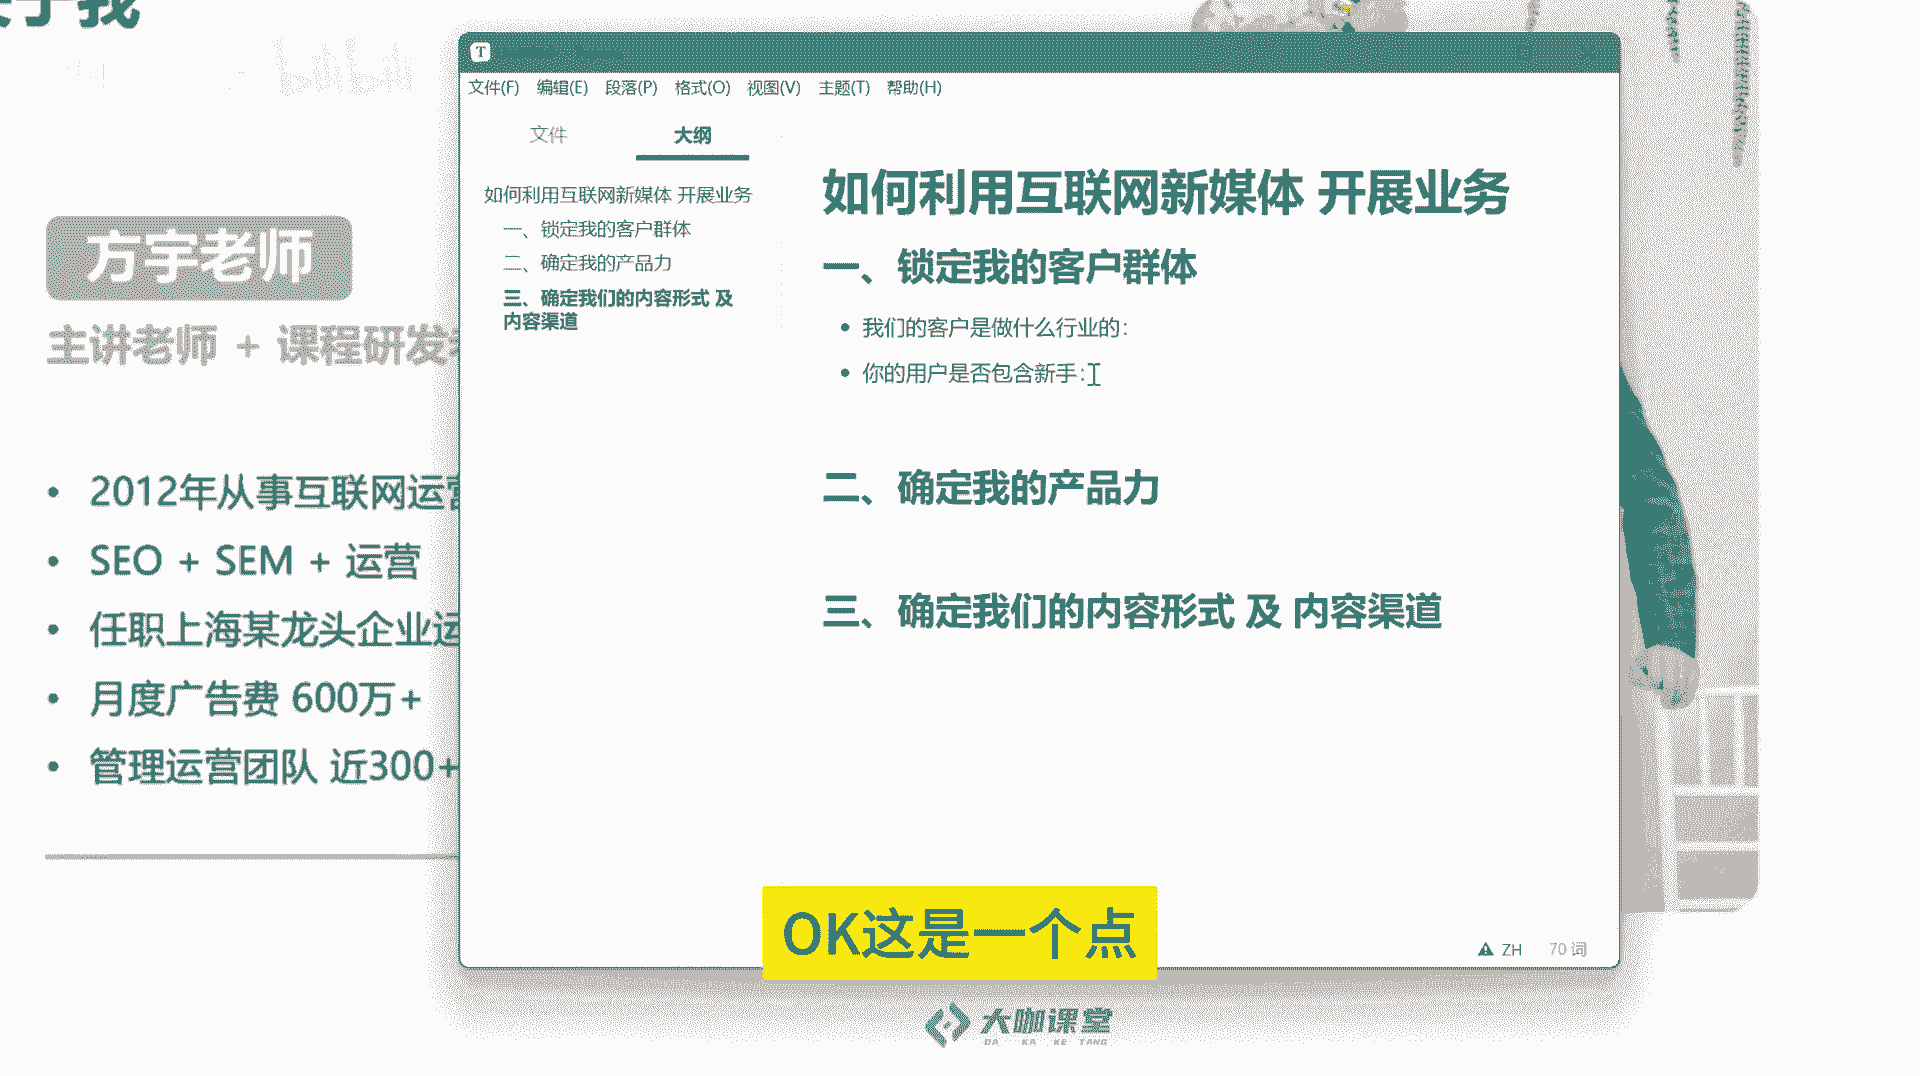 于我
bilibili
方宇老师
主讲老师 + 课程研发
2012年从事互联网运营
SEO + SEM + 运营
任职上海某龙头企业运
月度广告费 600万+
管理运营团队 近300+
T
文件(F) 编辑(E) 段落(P) 格式(O) 视图(V) 主题(T) 帮助(H)
文件 大纲
如何利用互联网新媒体 开展业务
一、锁定我的客户群体
二、确定我的产品力
三、确定我们的内容形式 及
内容渠道
如何利用互联网新媒体 开展业务
一、锁定我的客户群体
我们的客户是做什么行业的：
你的用户是否包含新手：
二、确定我的产品力
三、确定我们的内容形式 及 内容渠道
ZH 70 词
OK这是一个点
大咖课堂
DA KA KE TANG